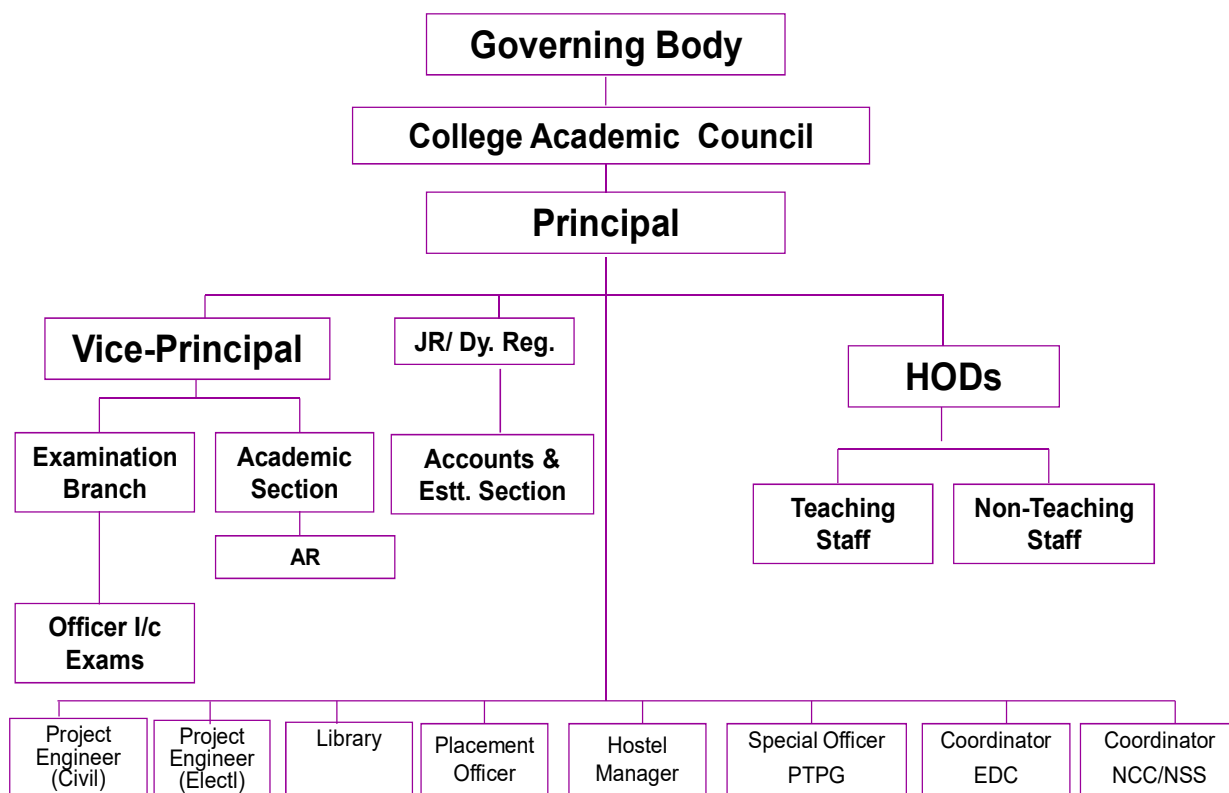 Governing Body
College Academic  Council
Principal
Vice-Principal
JR/ Dy. Reg.
HODs
Examination
Branch
Academic
Section
Accounts &
Estt. Section
Teaching
Staff
Non-Teaching
Staff
AR
Officer I/c
Exams
Project
Engineer
(Civil)
Project
Engineer
(Electl)
Library
Placement
Officer
Hostel
Manager
Special Officer
PTPG
Coordinator
EDC
Coordinator
NCC/NSS